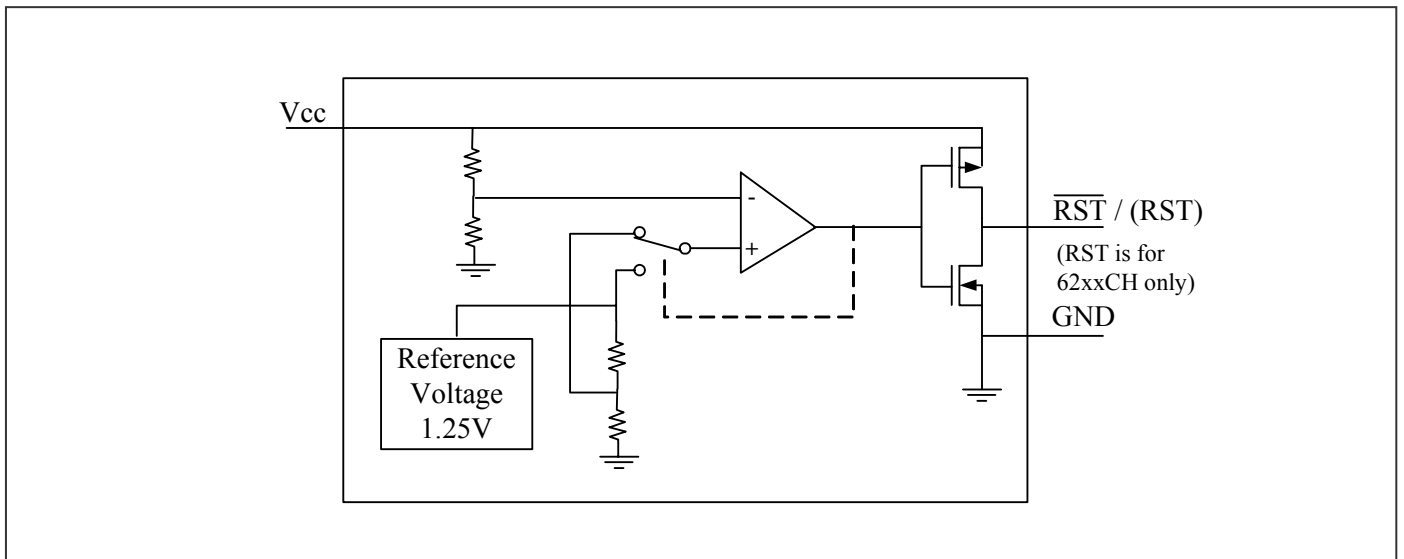 Vcc
-
+
RST / (RST)
(RST is for
62xxCH only)
GND
Reference
Voltage
1.25V